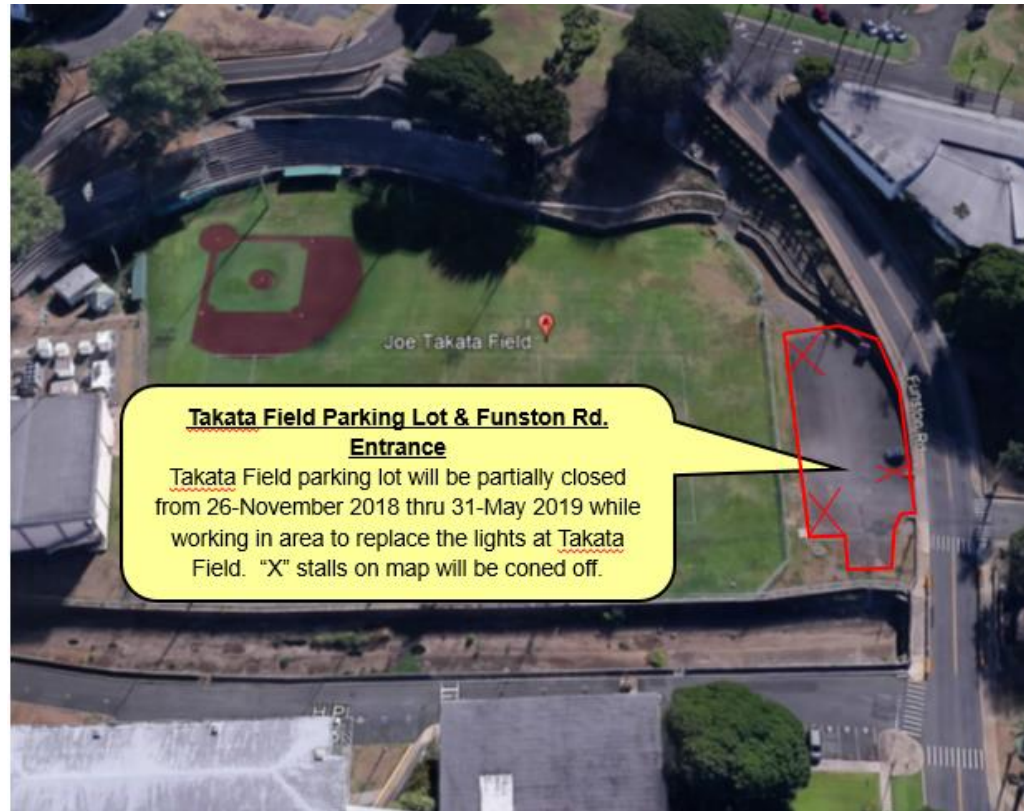 Joe Takata Field
Takata Field Parking Lot & Funston Rd.
Entrance
Takata Field parking lot will be partially closed
from 26-November 2018 thru 31-May 2019 while
working in area to replace the lights at Takata
Field. “X” stalls on map will be coned off.
Funston Rd